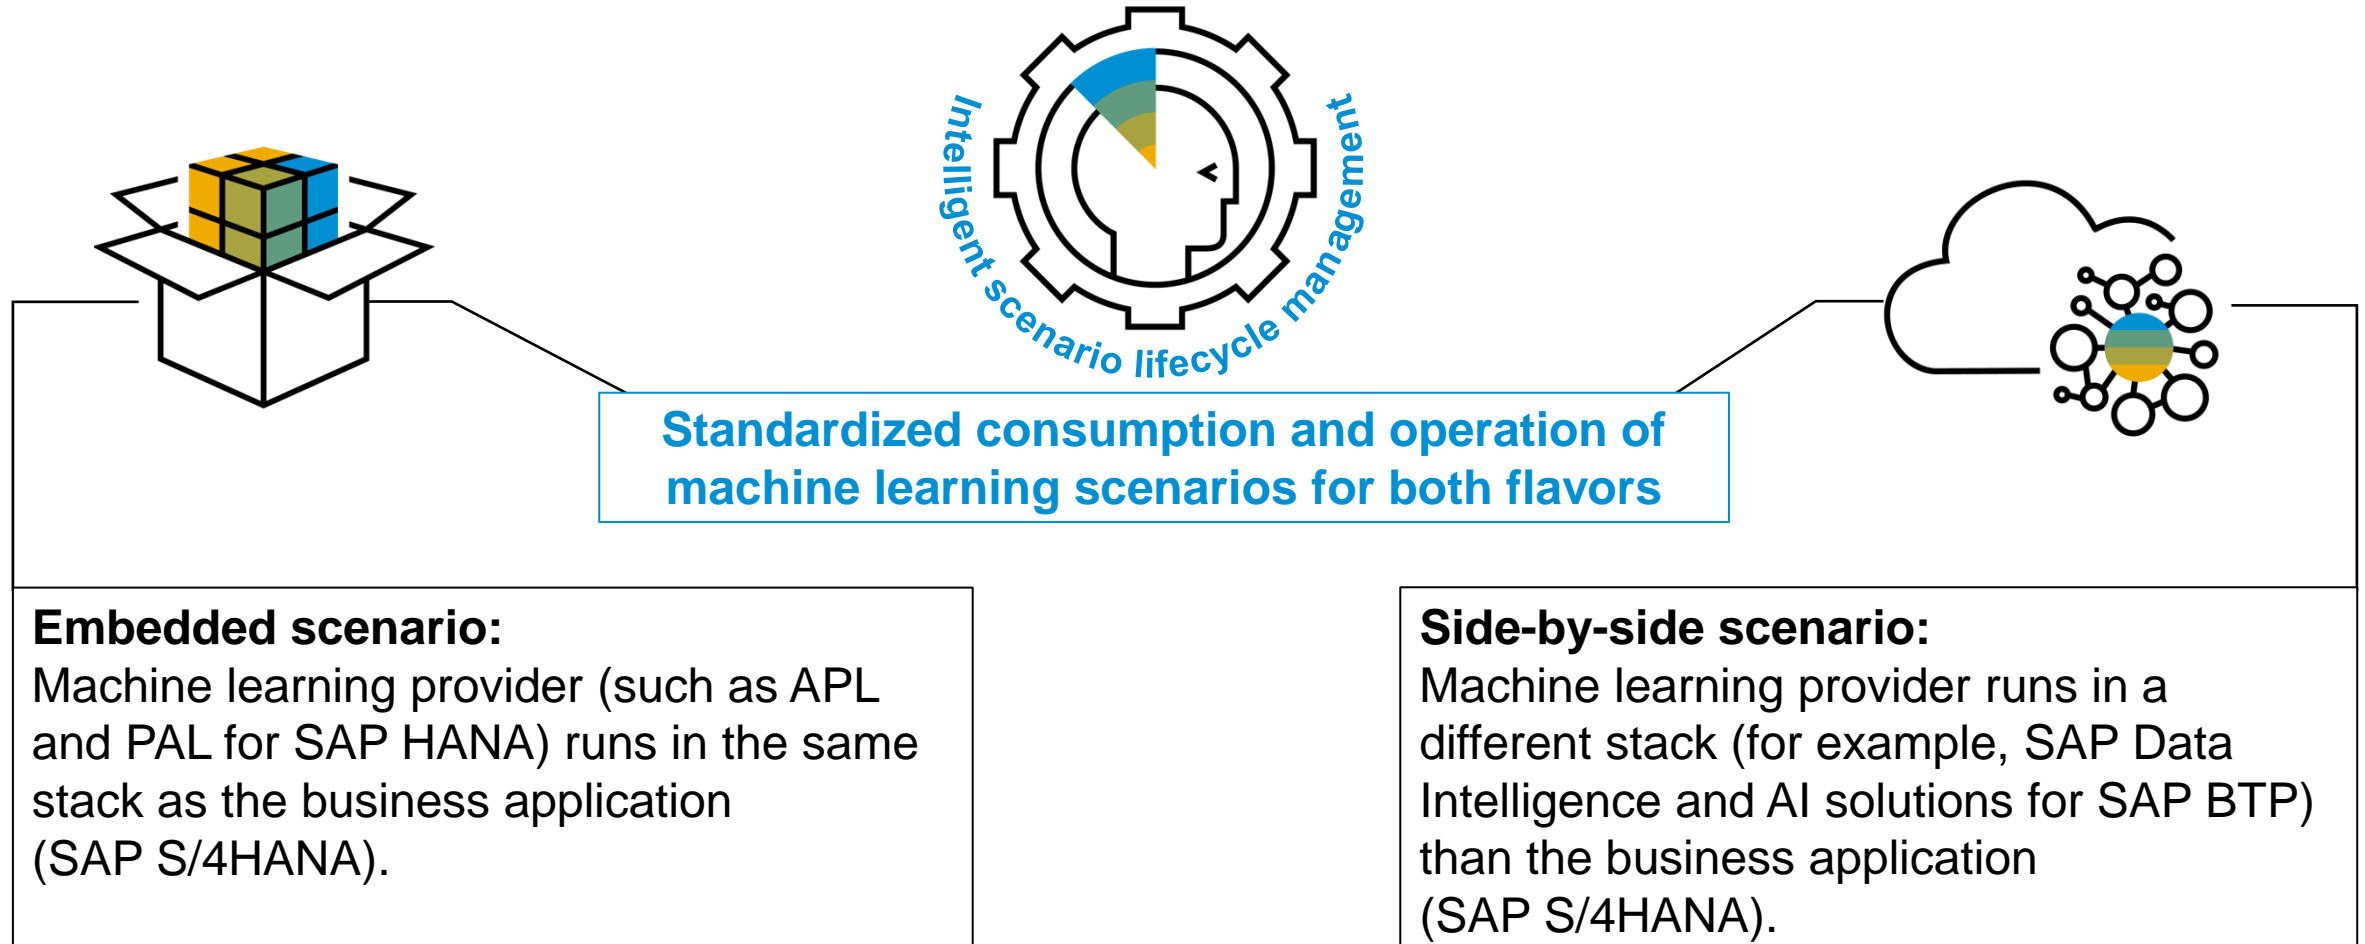 Intelligent scenario lifecycle management
Standardized consumption and operation of
machine learning scenarios for both flavors
Embedded scenario:
Machine learning provider (such as APL
and PAL for SAP HANA) runs in the same
stack as the business application
(SAP S/4HANA).
Side-by-side scenario:
Machine learning provider runs in a
different stack (for example, SAP Data
Intelligence and AI solutions for SAP BTP)
than the business application
(SAP S/4HANA).